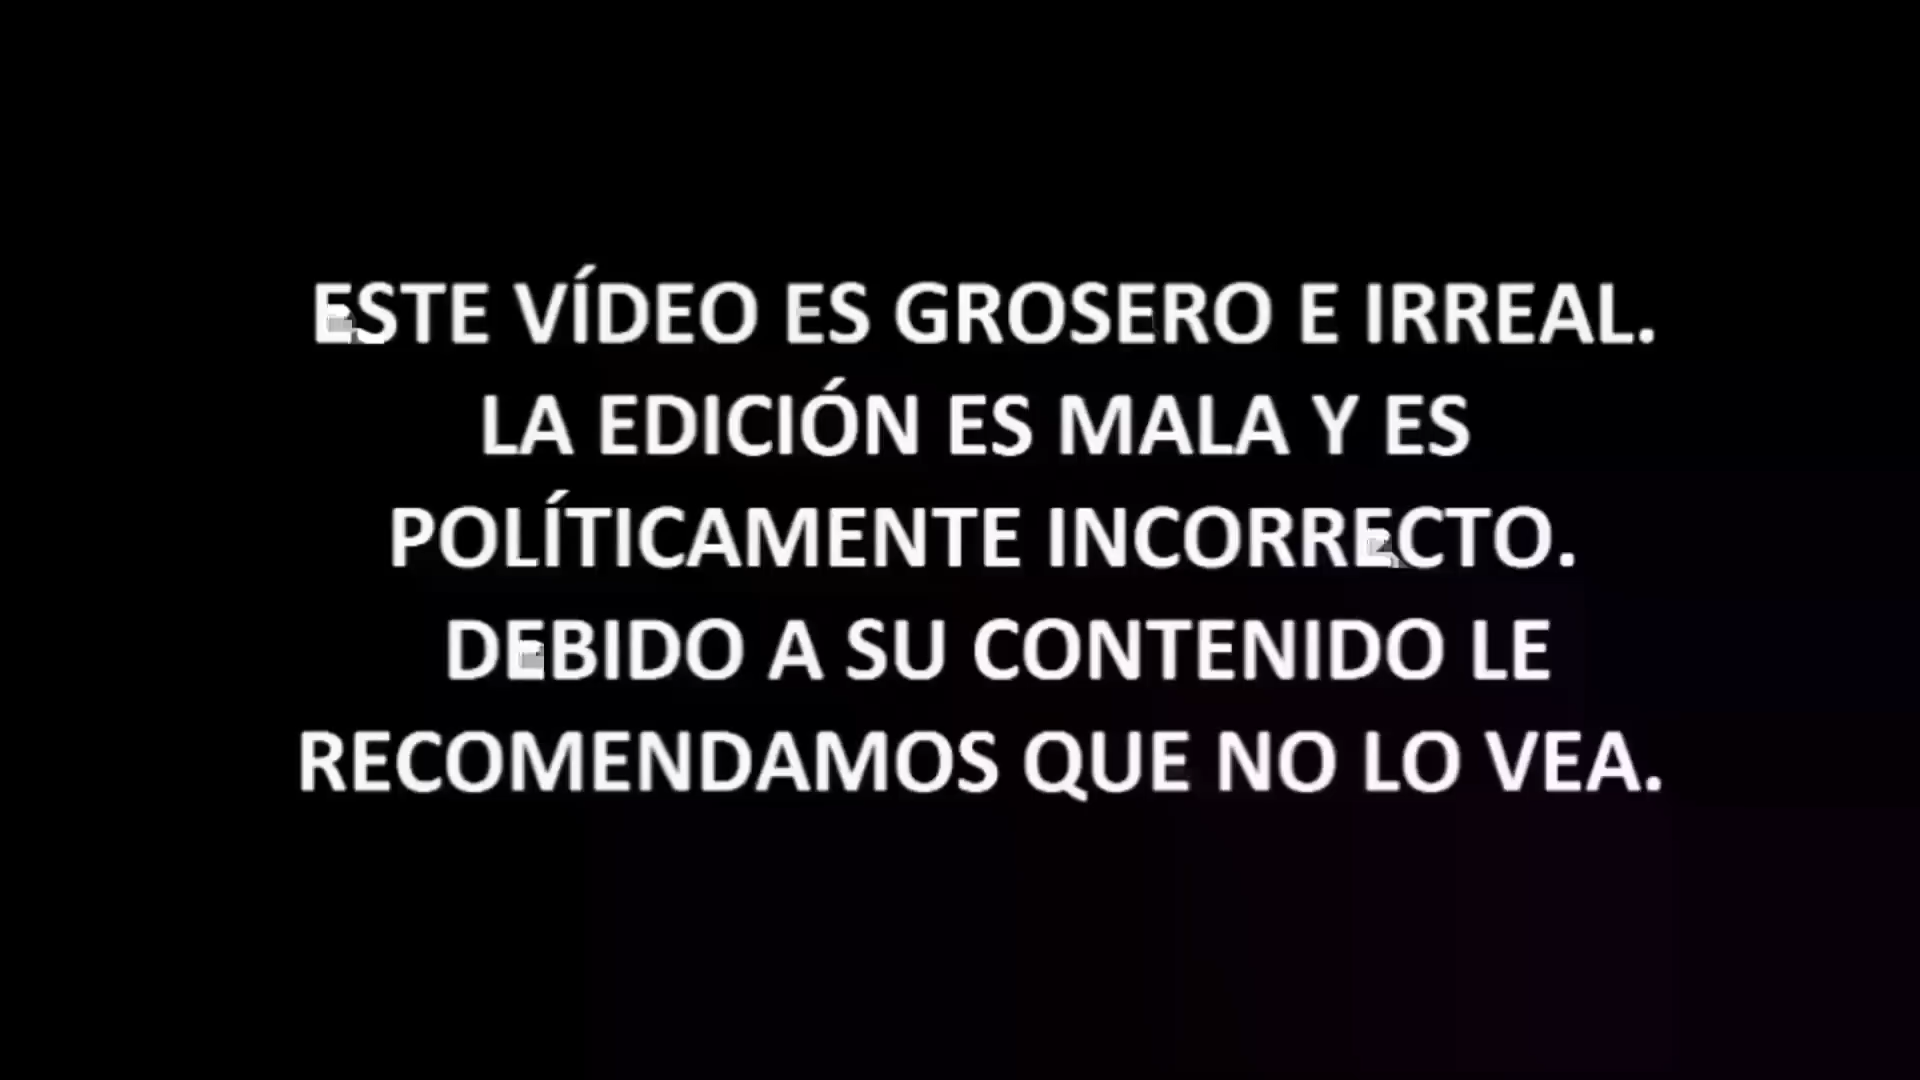 ESTE VÍDEO ES GROSERO E IRREAL.
LA EDICIÓN ES MALA Y ES
POLÍTICAMENTE INCORRECTO.
DEBIDO A SU CONTENIDO LE
RECOMENDAMOS QUE NO LO VEA.